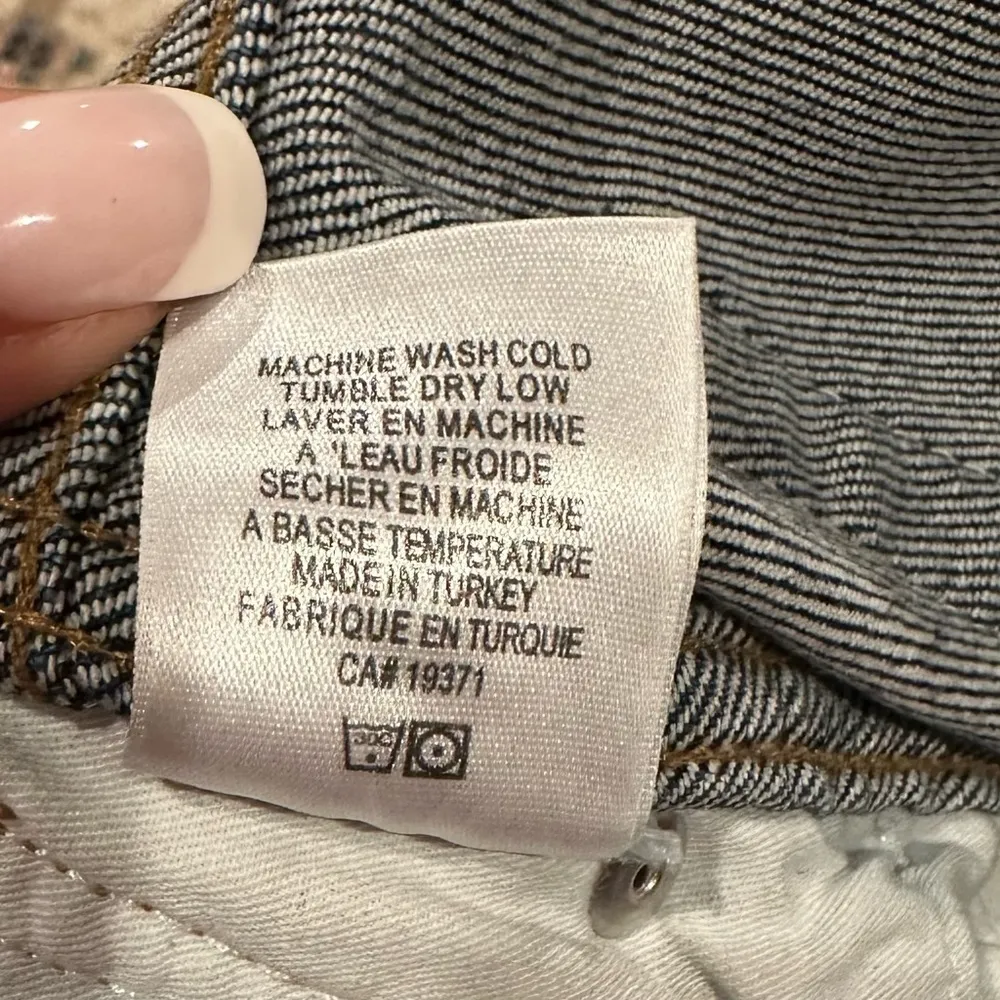 MACHINE WASH COLD
TUMBLE DRY LOW
LAVER EN MACHINE
A 'LEAU FROIDE
SECHER EN MACHINE
A BASSE TEMPERATURE
MADE IN TURKEY
FABRIQUE EN TURQUIE
CA# 19371
30C